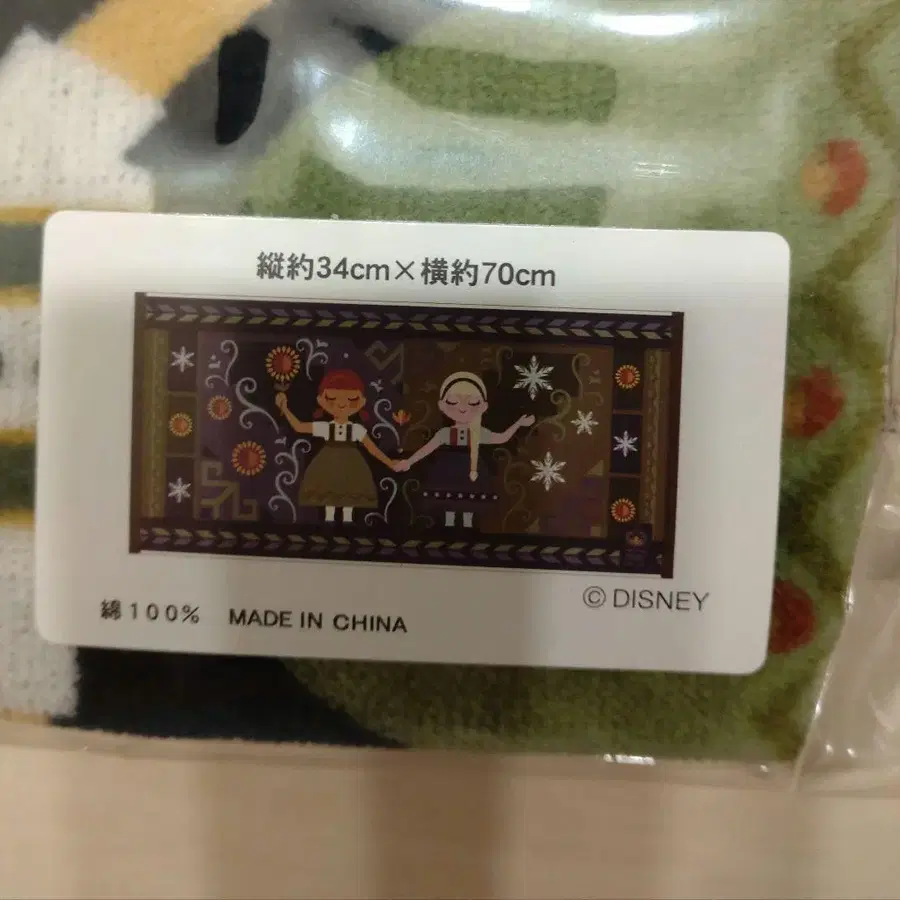 縦約34cm×横約70cm
綿100% MADE IN CHINA
© DISNEY